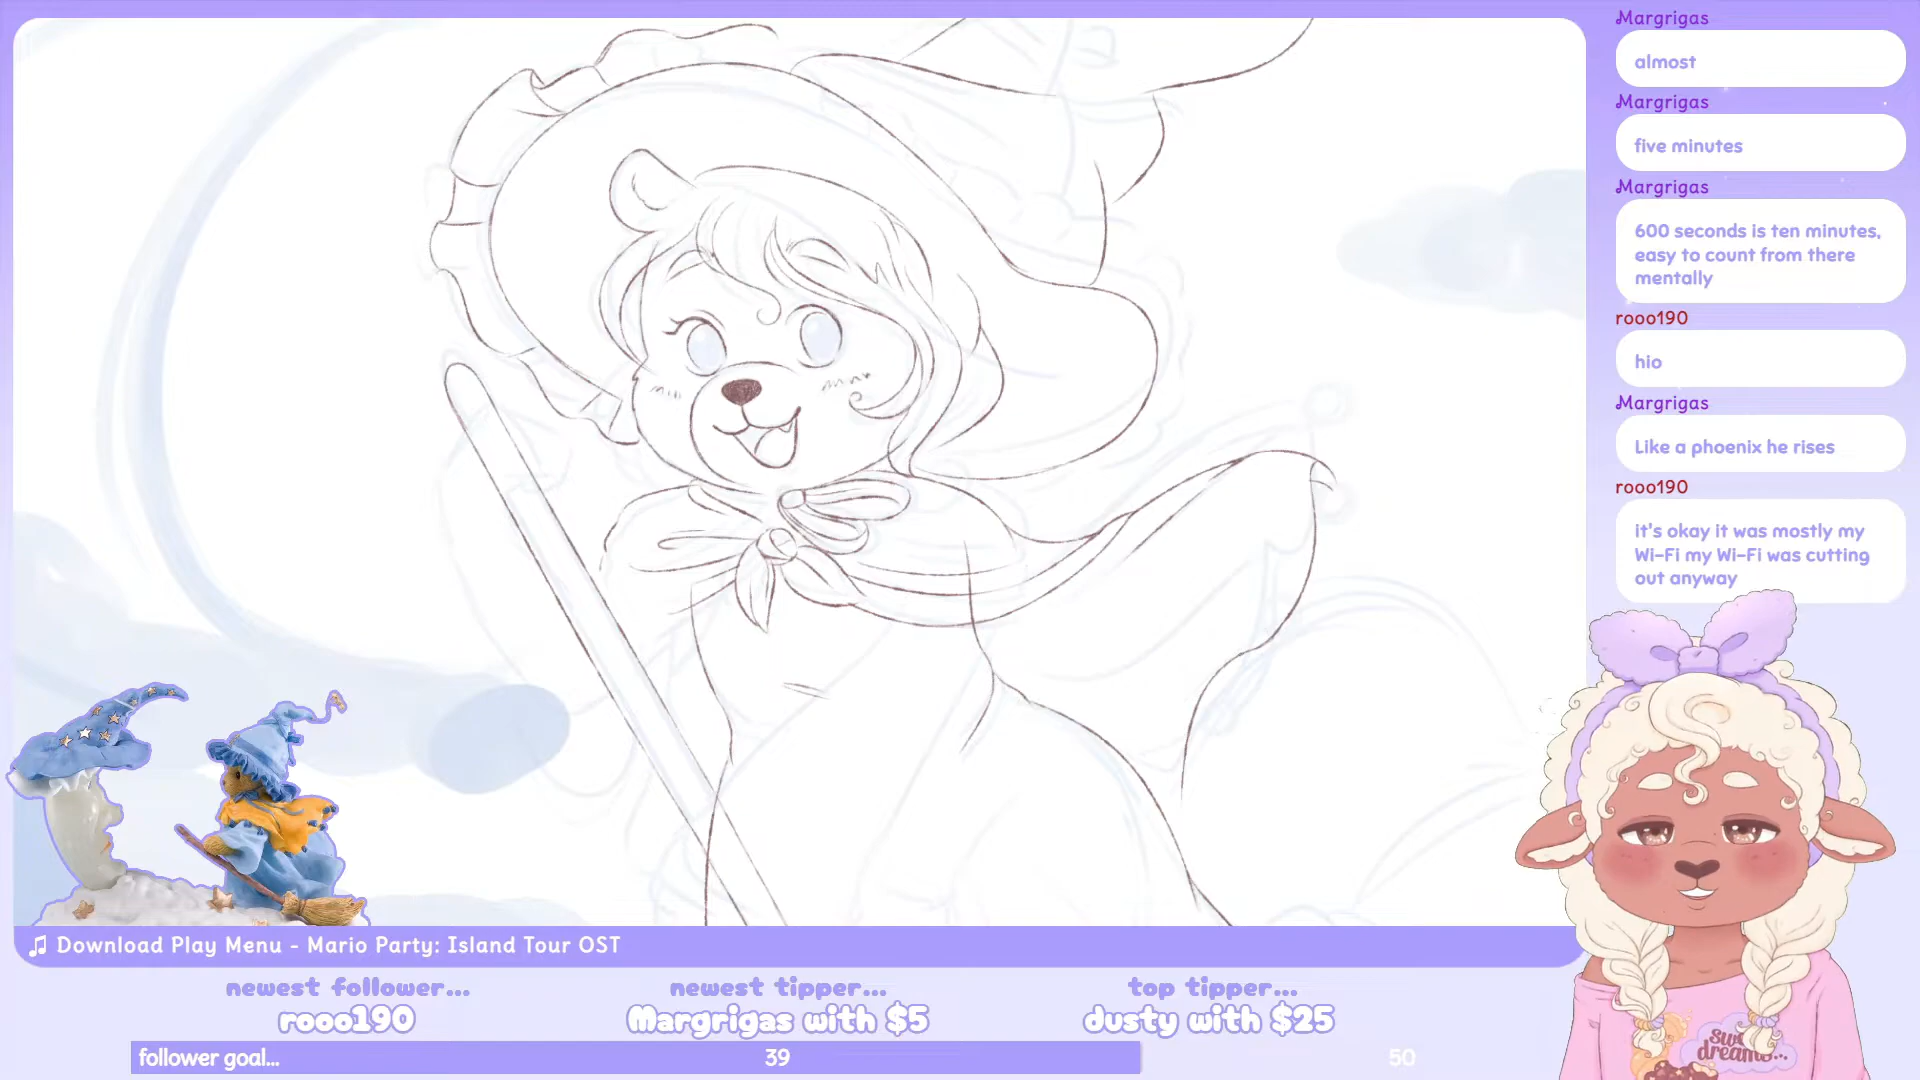 Margrigas
almost
Margrigas
five minutes
Margrigas
600 seconds is ten minutes,
easy to count from there
mentally
rooo190
hio
Margrigas
Like a phoenix he rises
rooo190
it's okay it was mostly my
Wi-Fi my Wi-Fi was cutting
out anyway
Download Play Menu - Mario Party: Island Tour OST
newest follower...
rooo190
newest tipper...
Margrigas with $5
top tipper...
dusty with $25
follower goal...
39
50
dreams...